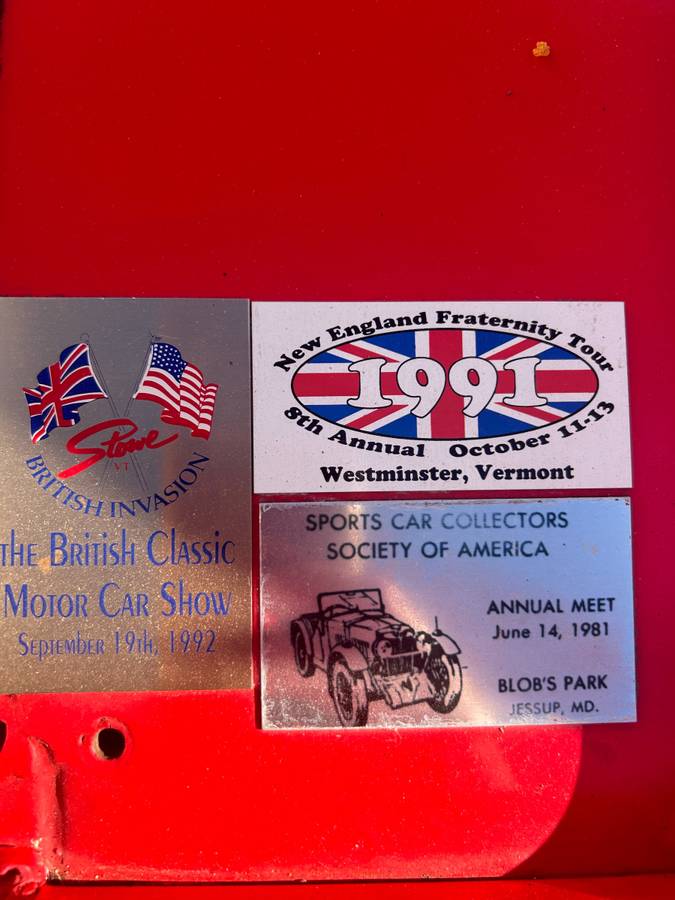 Stowe
VT
BRITISH INVASION
THE BRITISH CLASSIC
MOTOR CAR SHOW
SEPTEMBER 19th, 1992
New England Fraternity Tour
1991
8th Annual October 11-13
Westminster, Vermont
SPORTS CAR COLLECTORS
SOCIETY OF AMERICA
ANNUAL MEET
June 14, 1981
BLOB'S PARK
JESSUP, MD.